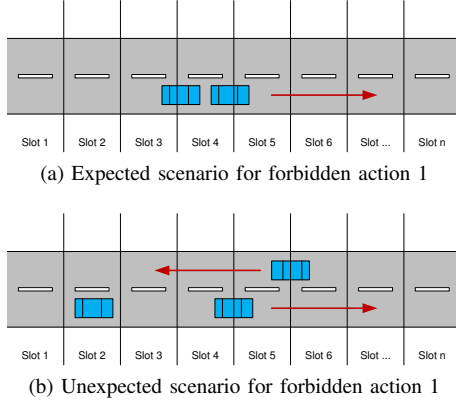 Slot 1 Slot 2 Slot 3 Slot 4 Slot 5 Slot 6 Slot ... Slot n
(a) Expected scenario for forbidden action 1
Slot 1 Slot 2 Slot 3 Slot 4 Slot 5 Slot 6 Slot ... Slot n
(b) Unexpected scenario for forbidden action 1